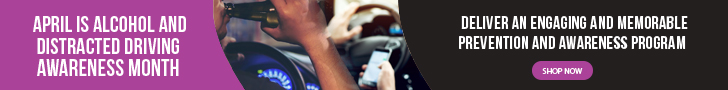 APRIL IS ALCOHOL AND
DISTRACTED DRIVING
AWARENESS MONTH
DELIVER AN ENGAGING AND MEMORABLE
PREVENTION AND AWARENESS PROGRAM
SHOP NOW